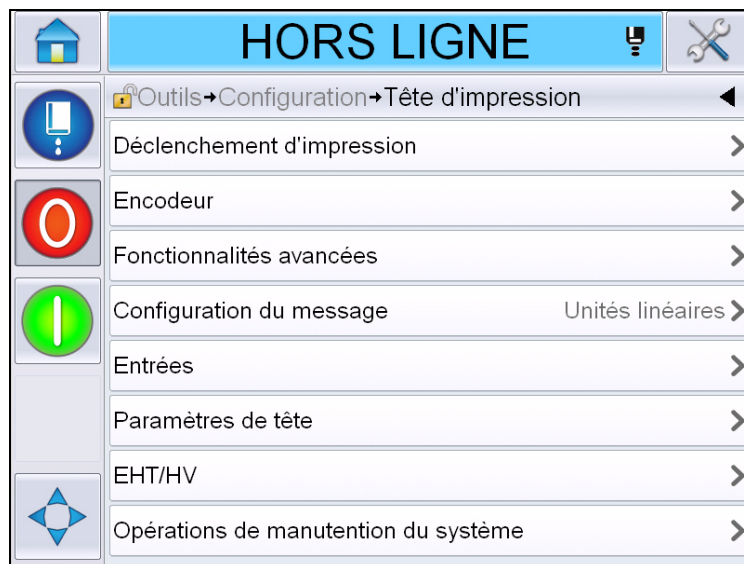 HORS LIGNE
Outils→Configuration→Tête d'impression
Déclenchement d'impression
Encodeur
Fonctionnalités avancées
Configuration du message Unités linéaires
Entrées
Paramètres de tête
EHT/HV
Opérations de manutention du système